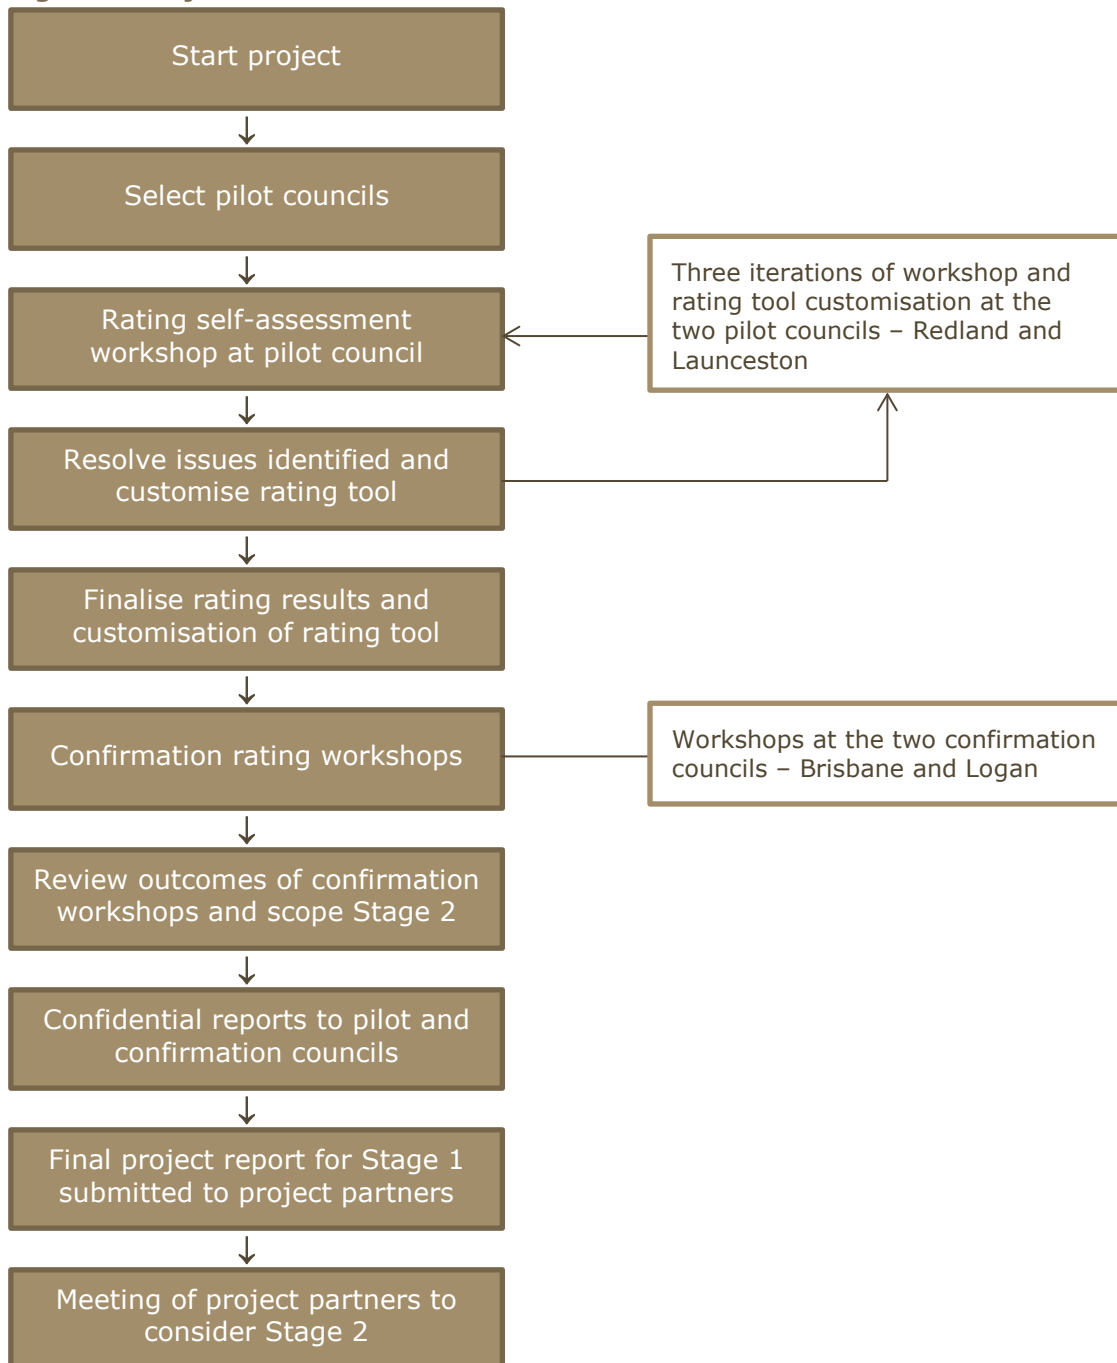 Start project
Select pilot councils
Rating self-assessment
workshop at pilot council
Three iterations of workshop and
rating tool customisation at the
two pilot councils – Redland and
Launceston
Resolve issues identified and
customise rating tool
Finalise rating results and
customisation of rating tool
Confirmation rating workshops
Workshops at the two confirmation
councils – Brisbane and Logan
Review outcomes of confirmation
workshops and scope Stage 2
Confidential reports to pilot and
confirmation councils
Final project report for Stage 1
submitted to project partners
Meeting of project partners to
consider Stage 2